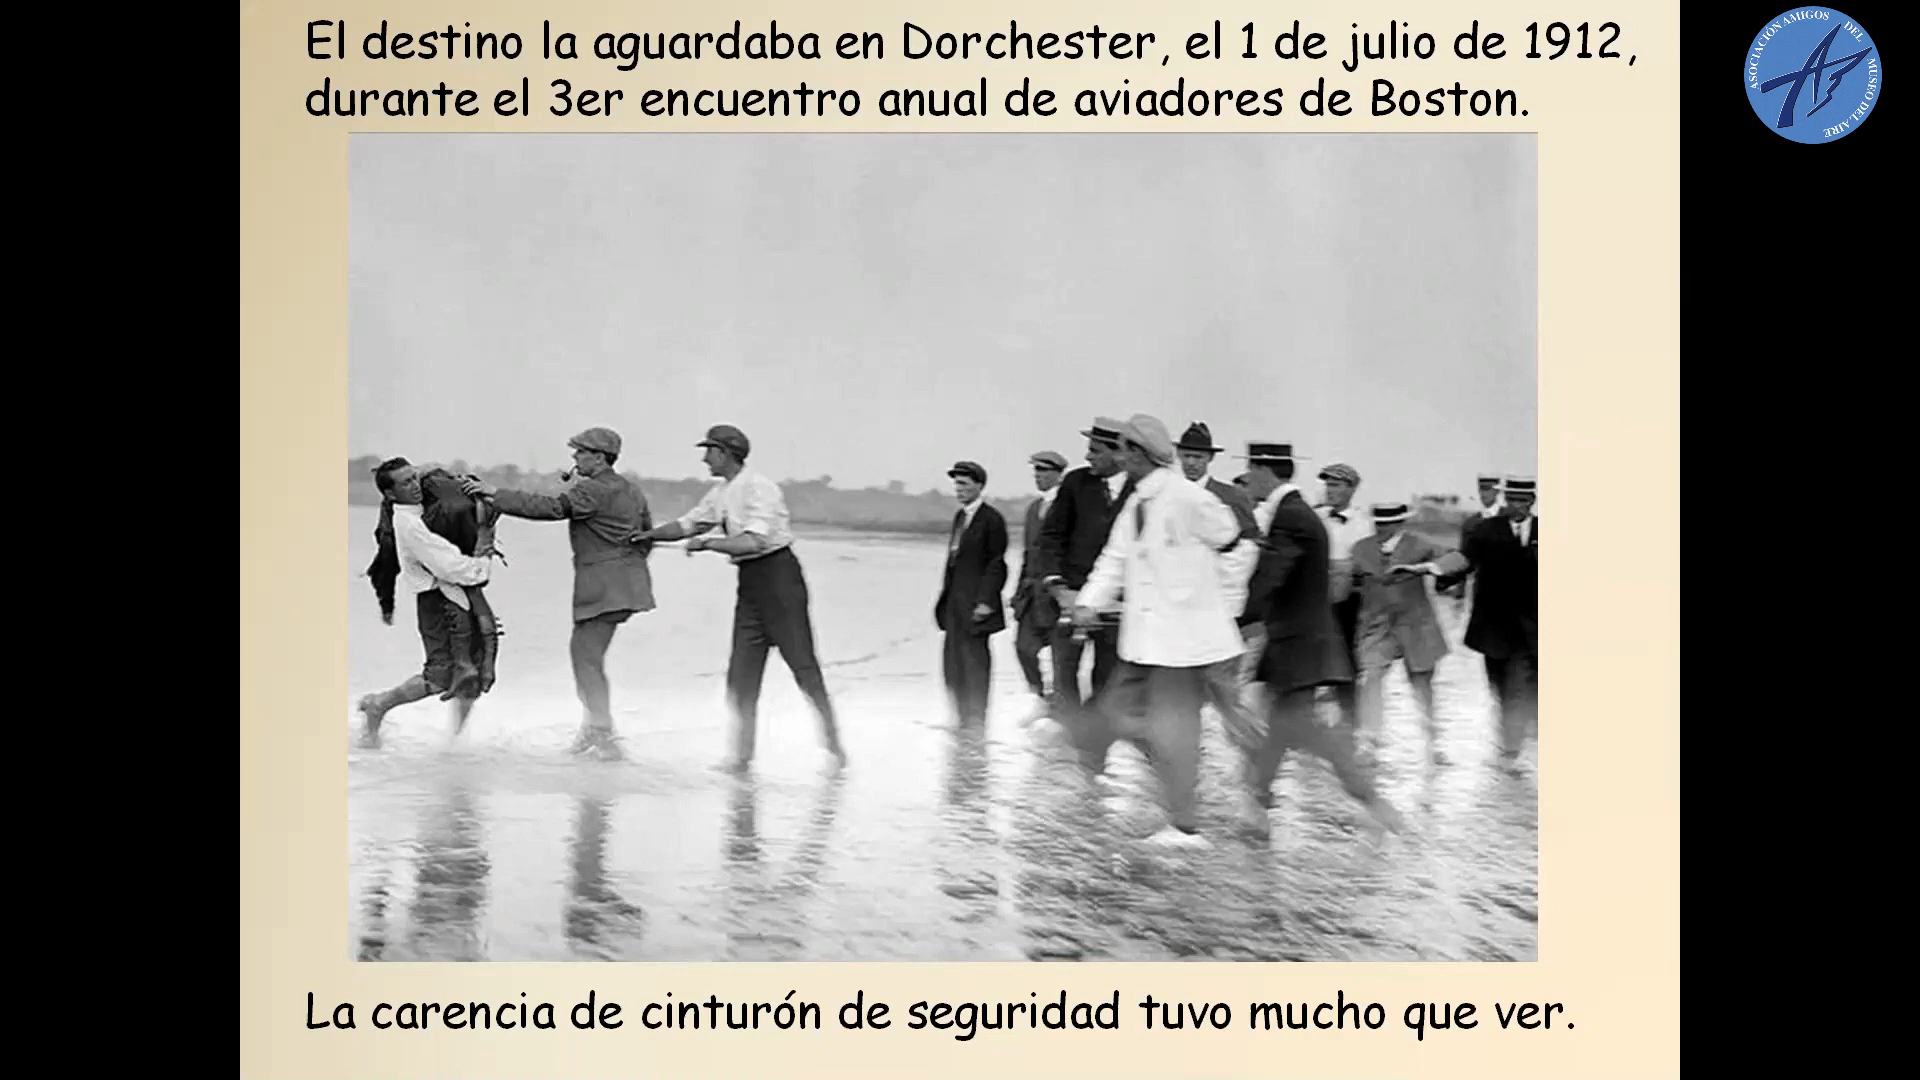 El destino la aguardaba en Dorchester, el 1 de julio de 1912,
durante el 3er encuentro anual de aviadores de Boston.
ASOCIACIÓN AMIGOS DEL MUSEO DEL AIRE
La carencia de cinturón de seguridad tuvo mucho que ver.